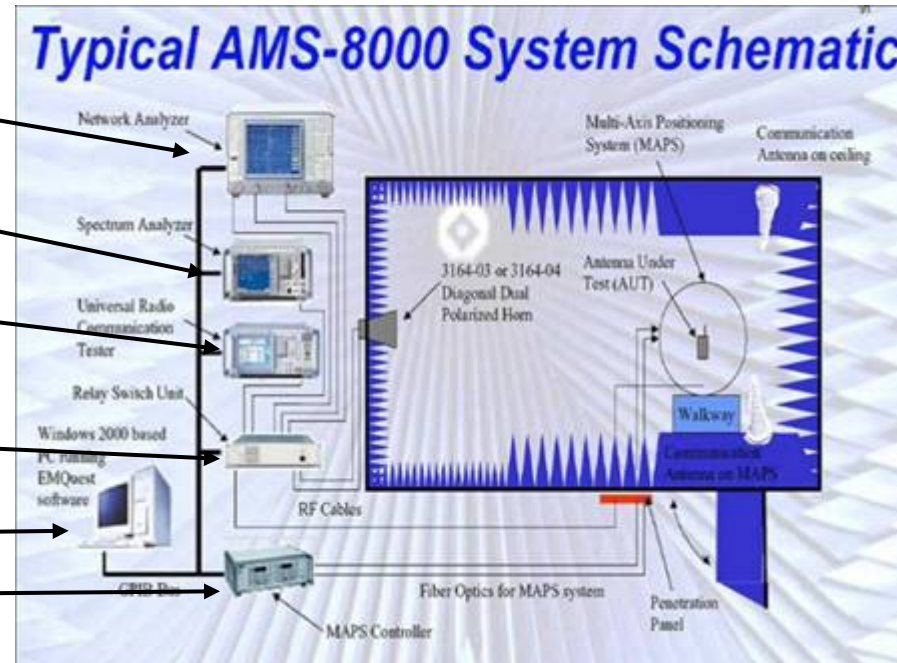 Typical AMS-8000 System Schematic
Network Analyzer
Multi-Axis Positioning
System (MAPS)
Communication
Antenna on ceiling
Spectrum Analyzer
3164-03 or 3164-04
Diagonal Dual
Polarized Horn
Antenna Under
Test (AUT)
Universal Radio
Communication
Tester
Relay Switch Unit
Walkway
Windows 2000 based
PC running
EMQuest
software
Communication
Antenna on MAPS
RF Cables
GPIB Bus
Fiber Optics for MAPS system
Penetration
Panel
MAPS Controller